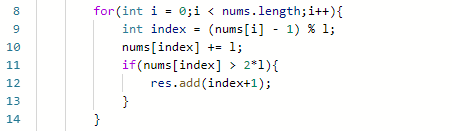 8 for(int i = 0;i < nums.length;i++){
9 int index = (nums[i] - 1) % l;
10 nums[index] += l;
11 if(nums[index] > 2*l){
12 res.add(index+1);
13 }
14 }